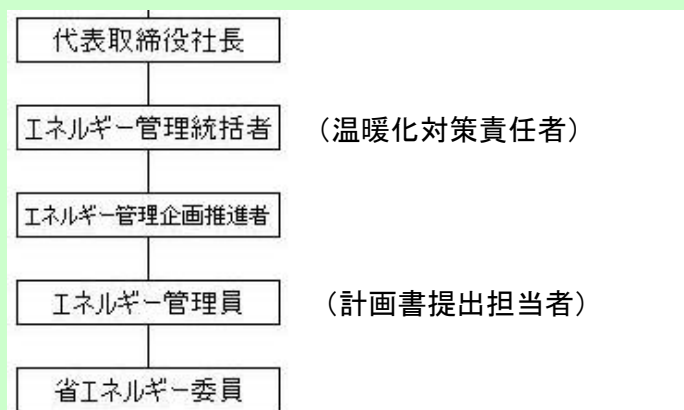 代表取締役社長
エネルギー管理統括者 （温暖化対策責任者）
エネルギー管理企画推進者
エネルギー管理員 （計画書提出担当者）
省エネルギー委員